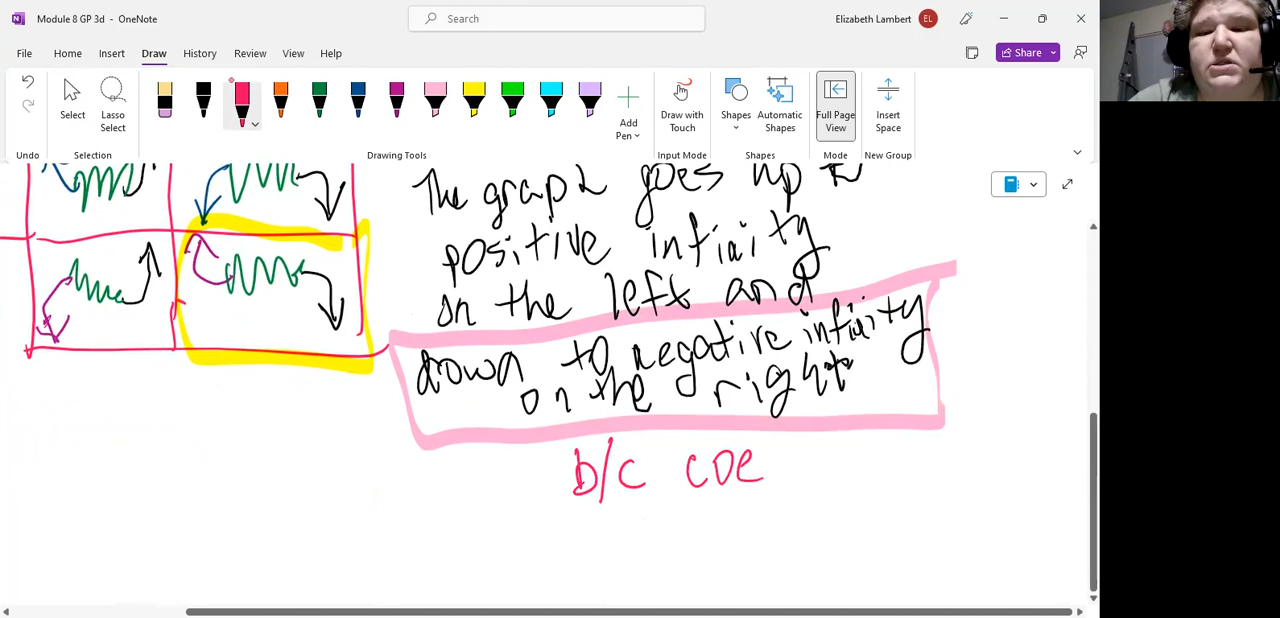 Module 8 GP 3d - OneNote
Search
Elizabeth Lambert
EL
File
Home
Insert
Draw
History
Review
View
Help
Share
Select
Lasso
Select
Add
Pen
Draw with
Touch
Shapes
Automatic
Shapes
Full Page
View
Insert
Space
Undo
Selection
Drawing Tools
Input Mode
Shapes
Mode
New Group
The graph goes up to
positive infinity
on the left and
down to negative infinity
on the right
b/c coe